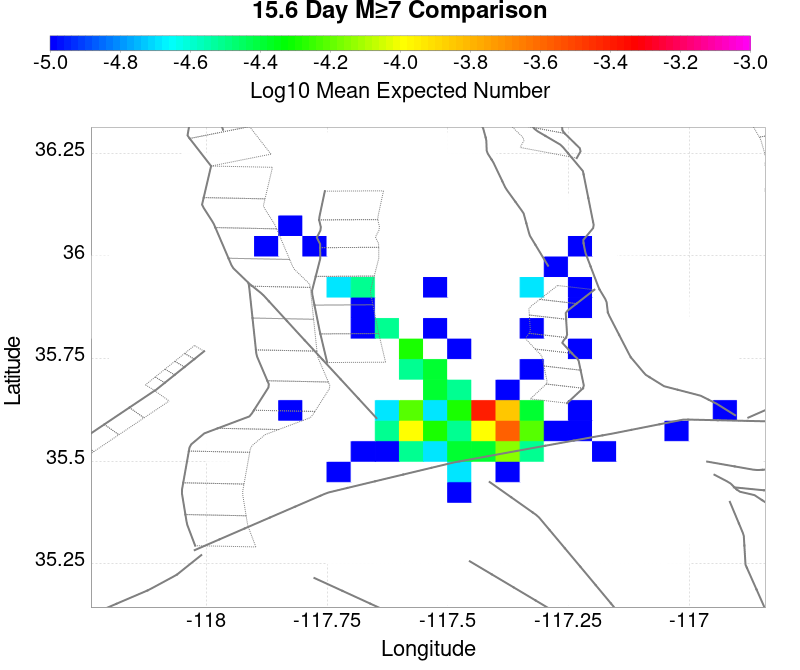 15.6 Day M≥7 Comparison
-5.0 -4.8 -4.6 -4.4 -4.2 -4.0 -3.8 -3.6 -3.4 -3.2 -3.0
Log10 Mean Expected Number
36.25
36
35.75
35.5
35.25
Latitude
-118 -117.75 -117.5 -117.25 -117
Longitude